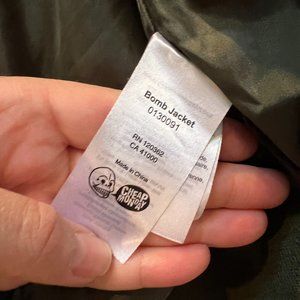 Bomb Jacket
0130091
RN 120362
CA 41000
Made in China
CHEAP
MONDAY